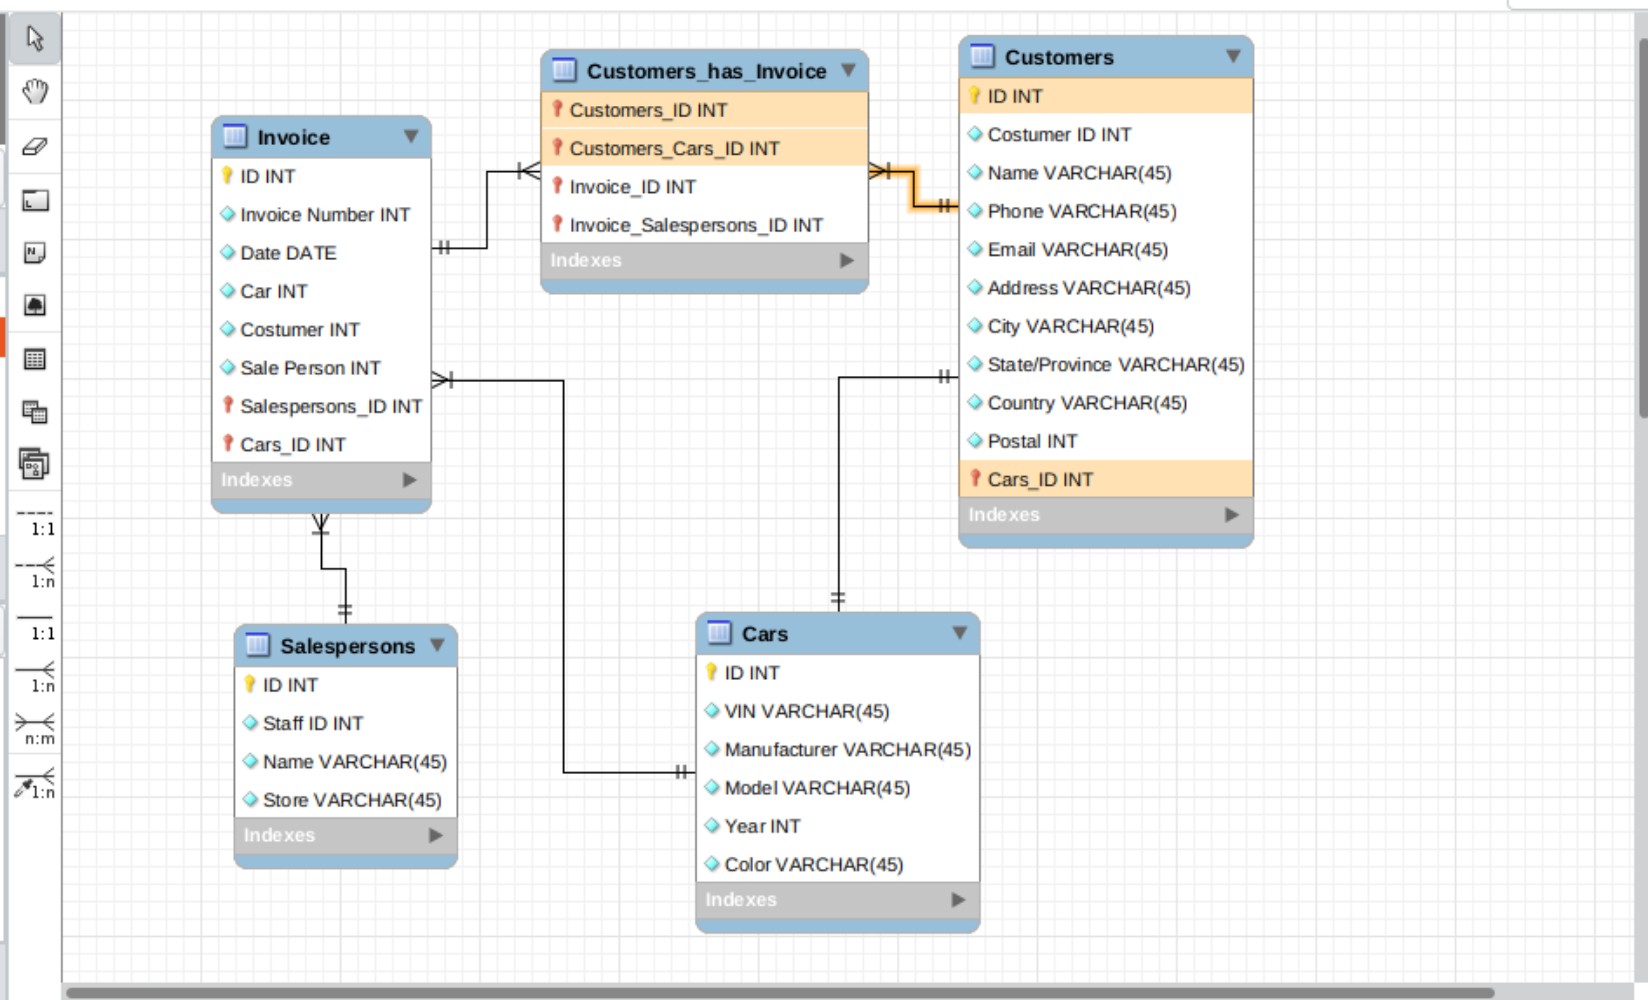 Customers_has_Invoice
Customers_ID INT
Customers_Cars_ID INT
Invoice_ID INT
Invoice_Salespersons_ID INT
Indexes
Customers
ID INT
Costumer ID INT
Name VARCHAR(45)
Phone VARCHAR(45)
Email VARCHAR(45)
Address VARCHAR(45)
City VARCHAR(45)
State/Province VARCHAR(45)
Country VARCHAR(45)
Postal INT
Cars_ID INT
Indexes
Invoice
ID INT
Invoice Number INT
Date DATE
Car INT
Costumer INT
Sale Person INT
Salespersons_ID INT
Cars_ID INT
Indexes
Salespersons
ID INT
Staff ID INT
Name VARCHAR(45)
Store VARCHAR(45)
Indexes
Cars
ID INT
VIN VARCHAR(45)
Manufacturer VARCHAR(45)
Model VARCHAR(45)
Year INT
Color VARCHAR(45)
Indexes
1:1
1:n
1:1
1:n
n:m
1:n